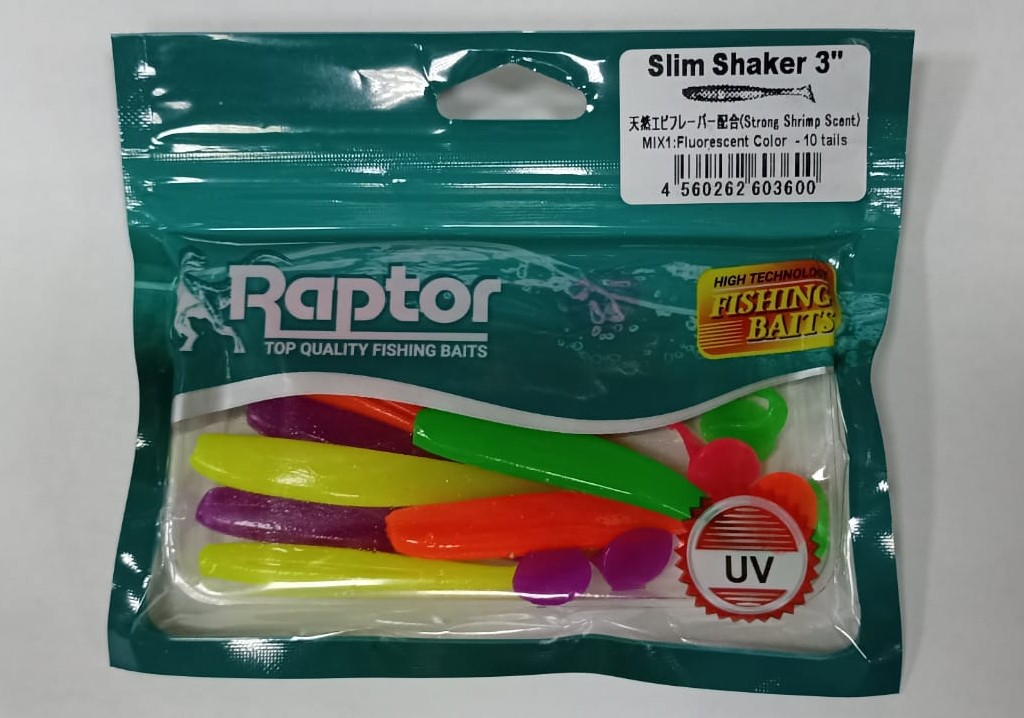 Slim Shaker 3"
天然エビフレーバー配合(Strong Shrimp Scent)
MIX1:Fluorescent Color - 10 tails
4 560262 603600
Raptor
TOP QUALITY FISHING BAITS
HIGH TECHNOLOGY
FISHING
BAITS
UV